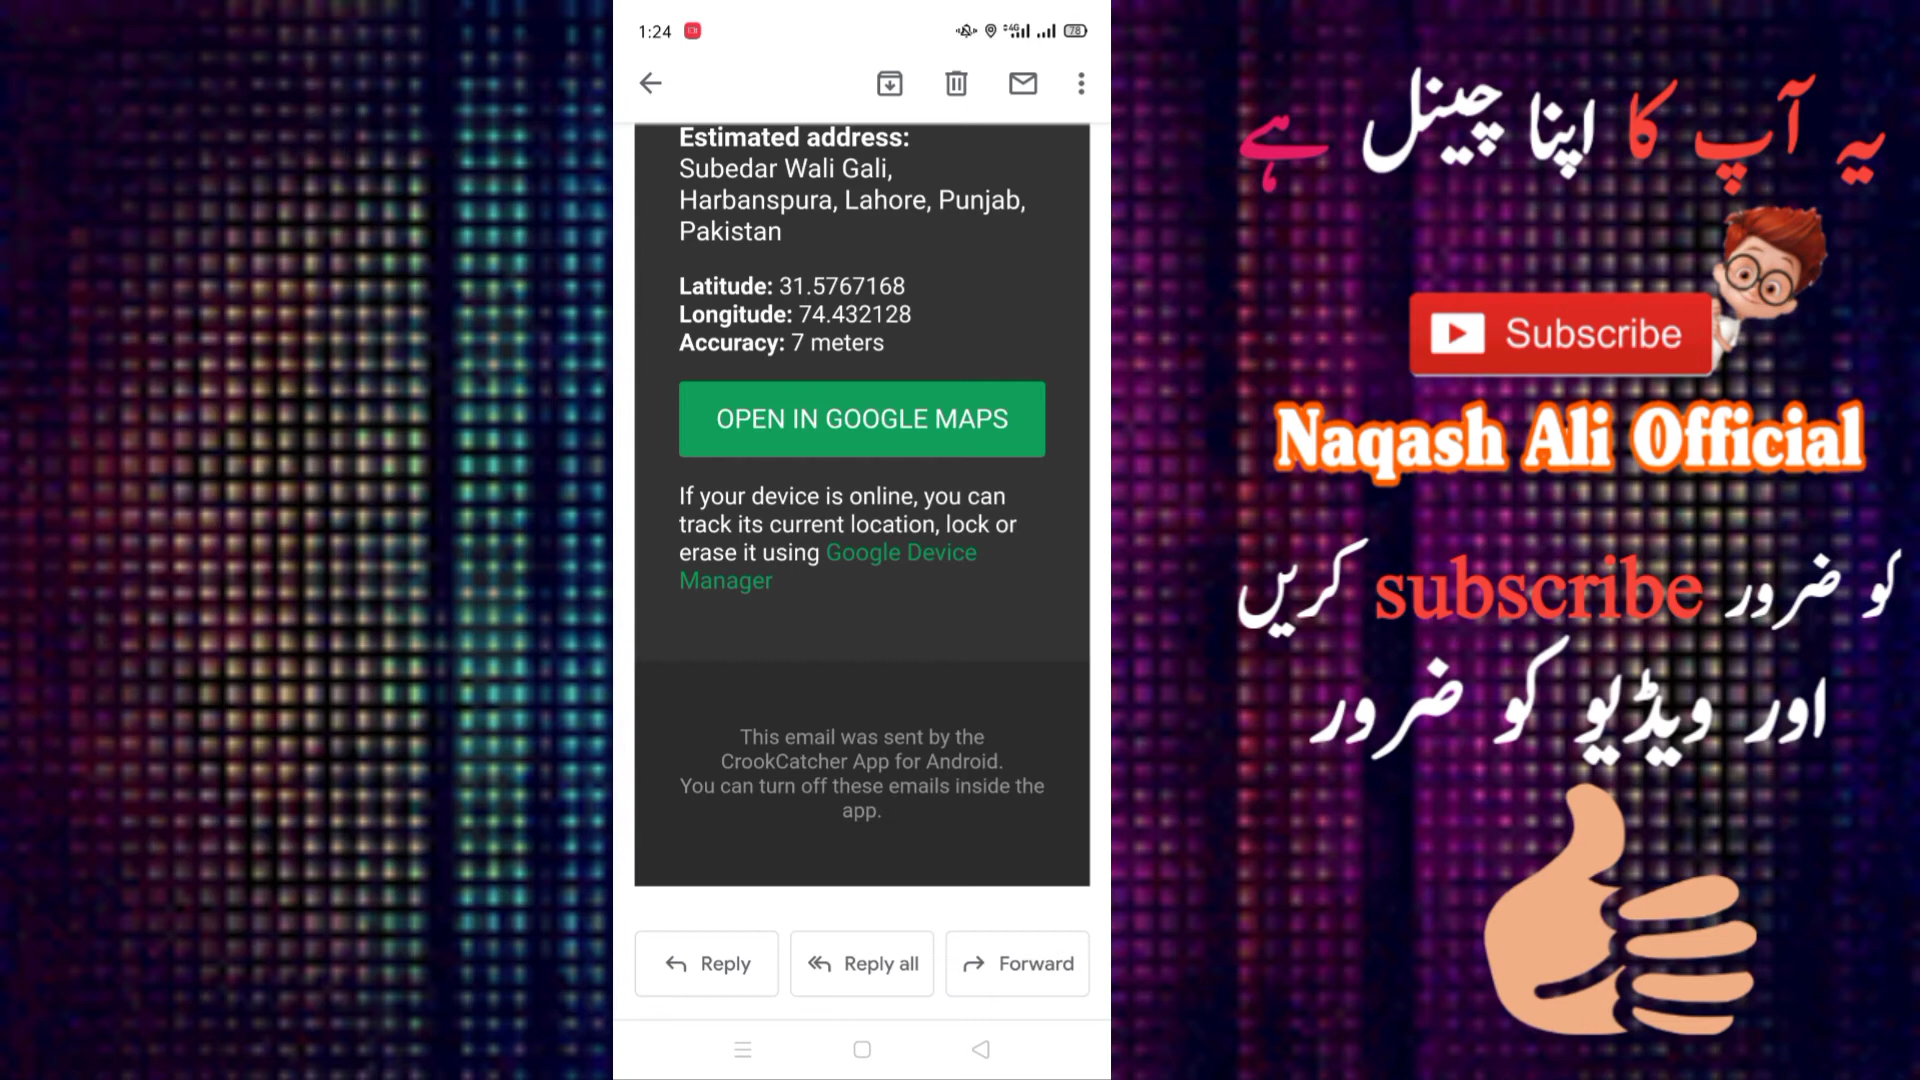 1:24
4G
78
Estimated address:
Subedar Wali Gali,
Harbanspura, Lahore, Punjab,
Pakistan
Latitude: 31.5767168
Longitude: 74.432128
Accuracy: 7 meters
OPEN IN GOOGLE MAPS
If your device is online, you can
track its current location, lock or
erase it using Google Device
Manager
This email was sent by the
CrookCatcher App for Android.
You can turn off these emails inside the
app.
Reply
Reply all
Forward
یہ آپ کا اپنا چینل ہے
Subscribe
Naqash Ali Official
کو ضرور subscribe کریں
اور ویڈیو کو ضرور